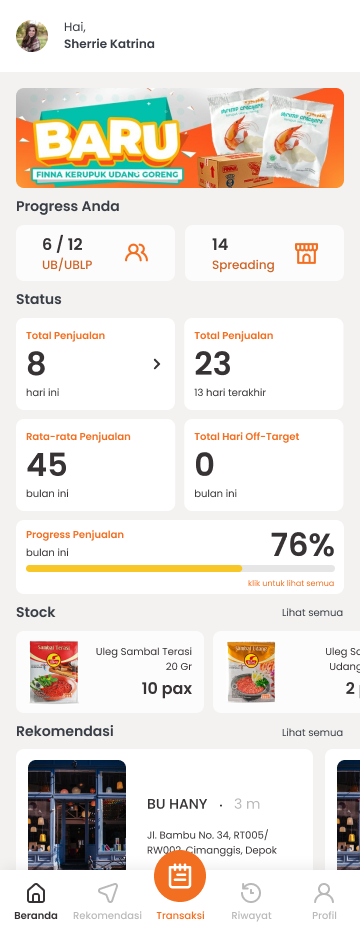 Hai,
Sherrie Katrina
BARU
FINNA KERUPUK UDANG GORENG
Progress Anda
6 / 12
UB/UBLP
14
Spreading
Status
Total Penjualan
8
hari ini
Total Penjualan
23
13 hari terakhir
Rata-rata Penjualan
45
bulan ini
Total Hari Off-Target
0
bulan ini
Progress Penjualan
bulan ini
76%
klik untuk lihat semua
Stock
Lihat semua
Uleg Sambal Terasi
20 Gr
10 pax
Uleg Sa
Udang
2 p
Rekomendasi
Lihat semua
BU HANY · 3 m
Jl. Bambu No. 34, RT005/
RW002, Cimanggis, Depok
Beranda
Rekomendasi
Transaksi
Riwayat
Profil